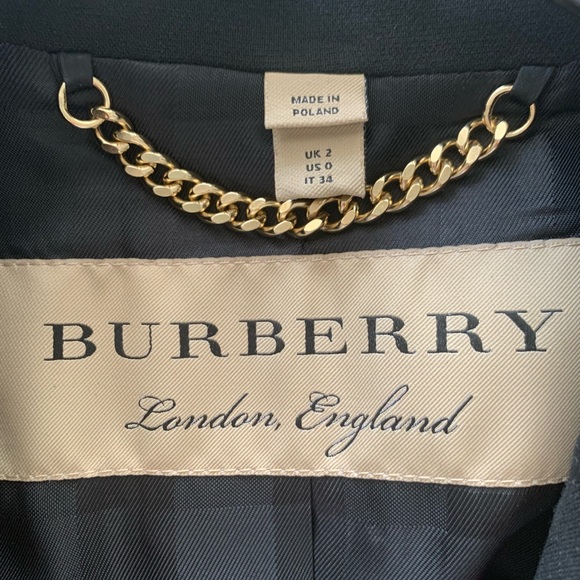 MADE IN
POLAND
UK 2
US 0
IT 34
BURBERRY
London, England